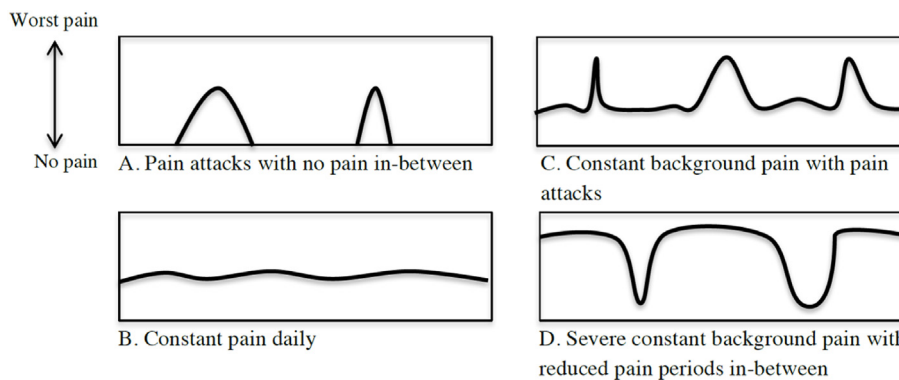 Worst pain
No pain
A. Pain attacks with no pain in-between
C. Constant background pain with pain
attacks
B. Constant pain daily
D. Severe constant background pain with
reduced pain periods in-between